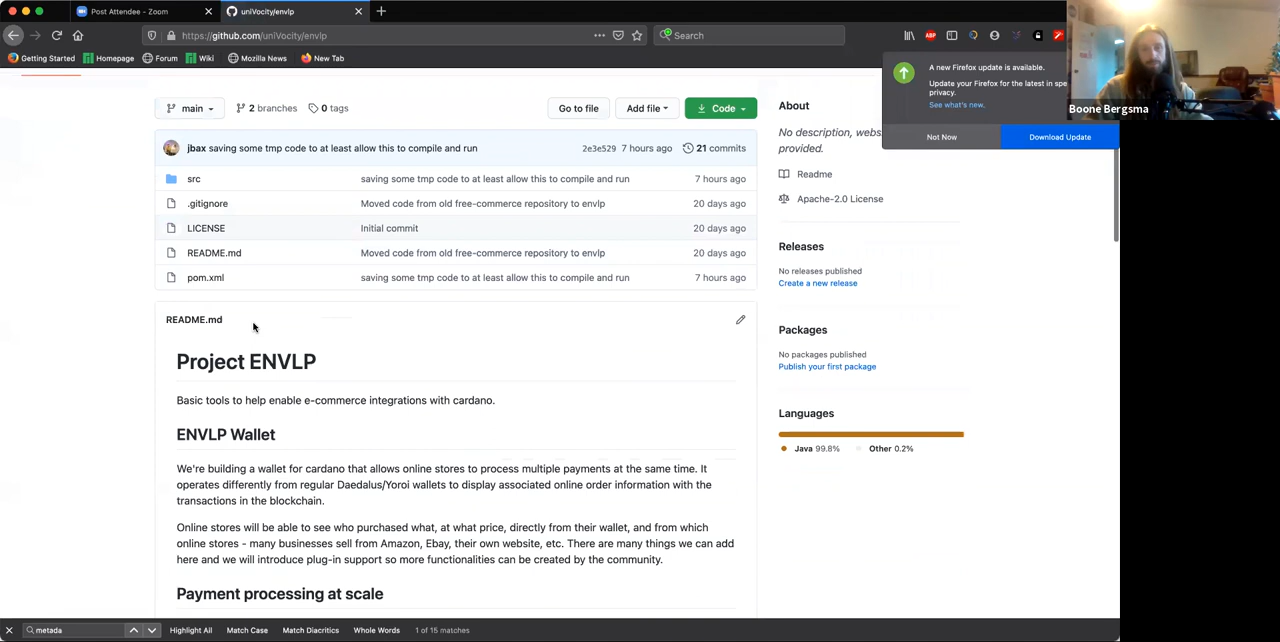 Post Attendee - Zoom
uniVocity/envlp
https://github.com/uniVocity/envlp
Search
Getting Started
Homepage
Forum
Wiki
Mozilla News
New Tab
ABP
A new Firefox update is available.
Update your Firefox for the latest in spe
privacy.
See what's new.
Not Now
Download Update
Boone Bergsma
main
2 branches
0 tags
Go to file
Add file
Code
jbax saving some tmp code to at least allow this to compile and run
2e3e529 7 hours ago
21 commits
src saving some tmp code to at least allow this to compile and run 7 hours ago
.gitignore Moved code from old free-commerce repository to envlp 20 days ago
LICENSE Initial commit 20 days ago
README.md Moved code from old free-commerce repository to envlp 20 days ago
pom.xml saving some tmp code to at least allow this to compile and run 7 hours ago
README.md
Project ENVLP
Basic tools to help enable e-commerce integrations with cardano.
ENVLP Wallet
We're building a wallet for cardano that allows online stores to process multiple payments at the same time. It
operates differently from regular Daedalus/Yoroi wallets to display associated online order information with the
transactions in the blockchain.
Online stores will be able to see who purchased what, at what price, directly from their wallet, and from which
online stores - many businesses sell from Amazon, Ebay, their own website, etc. There are many things we can add
here and we will introduce plug-in support so more functionalities can be created by the community.
Payment processing at scale
About
No description, webs
provided.
Readme
Apache-2.0 License
Releases
No releases published
Create a new release
Packages
No packages published
Publish your first package
Languages
Java 99.8%
Other 0.2%
metada
Highlight All
Match Case
Match Diacritics
Whole Words
1 of 15 matches